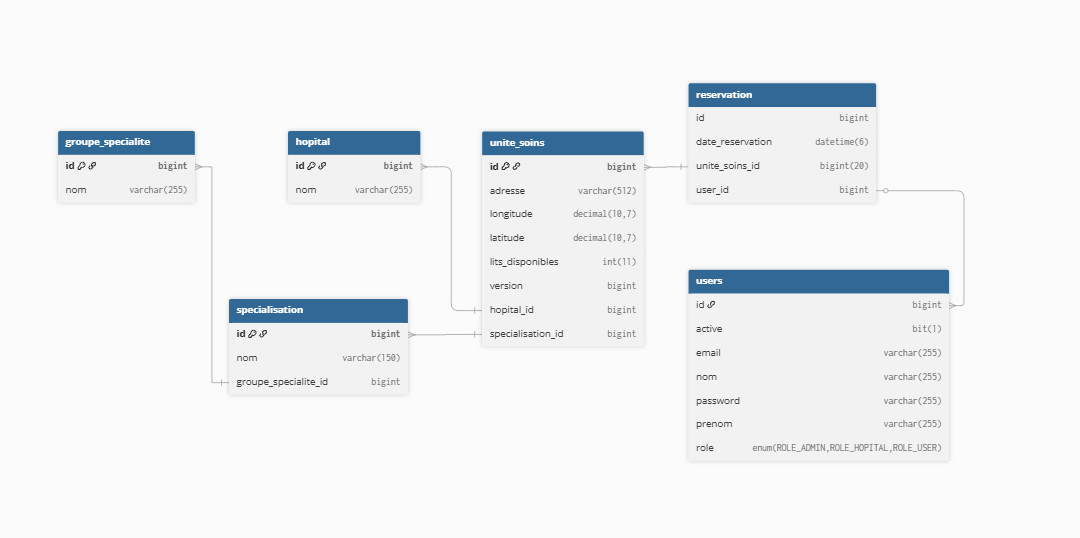 groupe_specialite
id bigint
nom varchar(255)
hopital
id bigint
nom varchar(255)
unite_soins
id bigint
adresse varchar(512)
longitude decimal(10,7)
latitude decimal(10,7)
lits_disponibles int(11)
version bigint
hopital_id bigint
specialisation_id bigint
reservation
id bigint
date_reservation datetime(6)
unite_soins_id bigint(20)
user_id bigint
specialisation
id bigint
nom varchar(150)
groupe_specialite_id bigint
users
id bigint
active bit(1)
email varchar(255)
nom varchar(255)
password varchar(255)
prenom varchar(255)
role enum(ROLE_ADMIN,ROLE_HOPITAL,ROLE_USER)